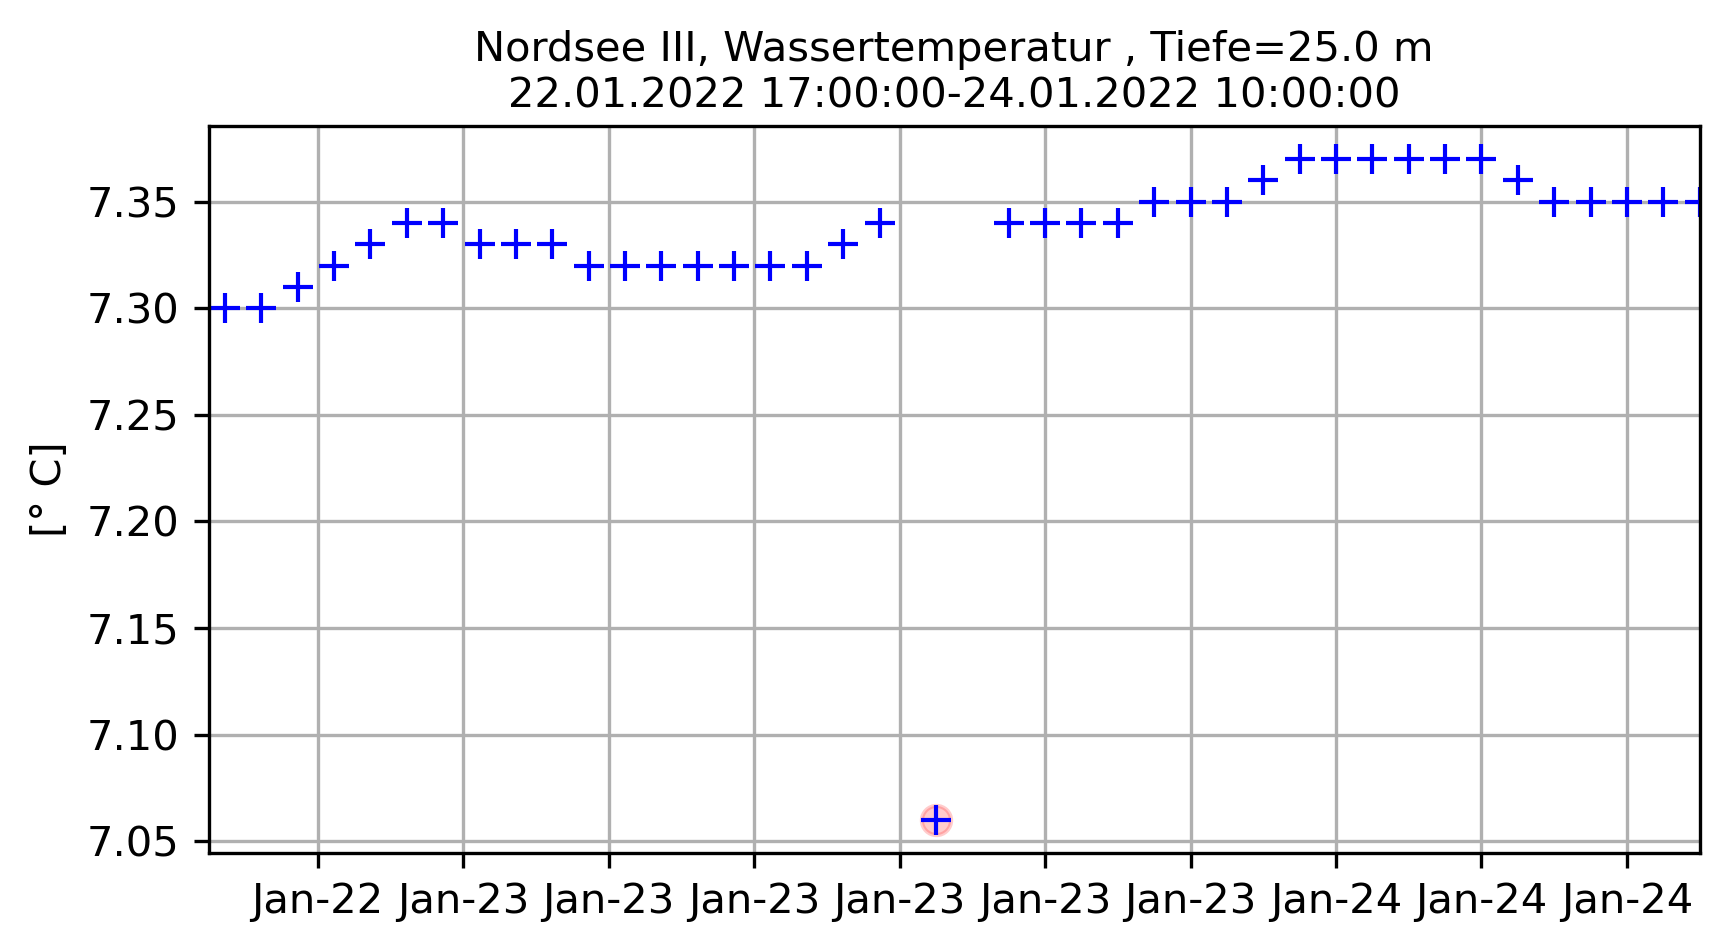 Nordsee III, Wassertemperatur , Tiefe=25.0 m
22.01.2022 17:00:00-24.01.2022 10:00:00
7.35
7.30
7.25
7.20
7.15
7.10
7.05
[° C]
Jan-22 Jan-23 Jan-23 Jan-23 Jan-23 Jan-23 Jan-23 Jan-24 Jan-24 Jan-24